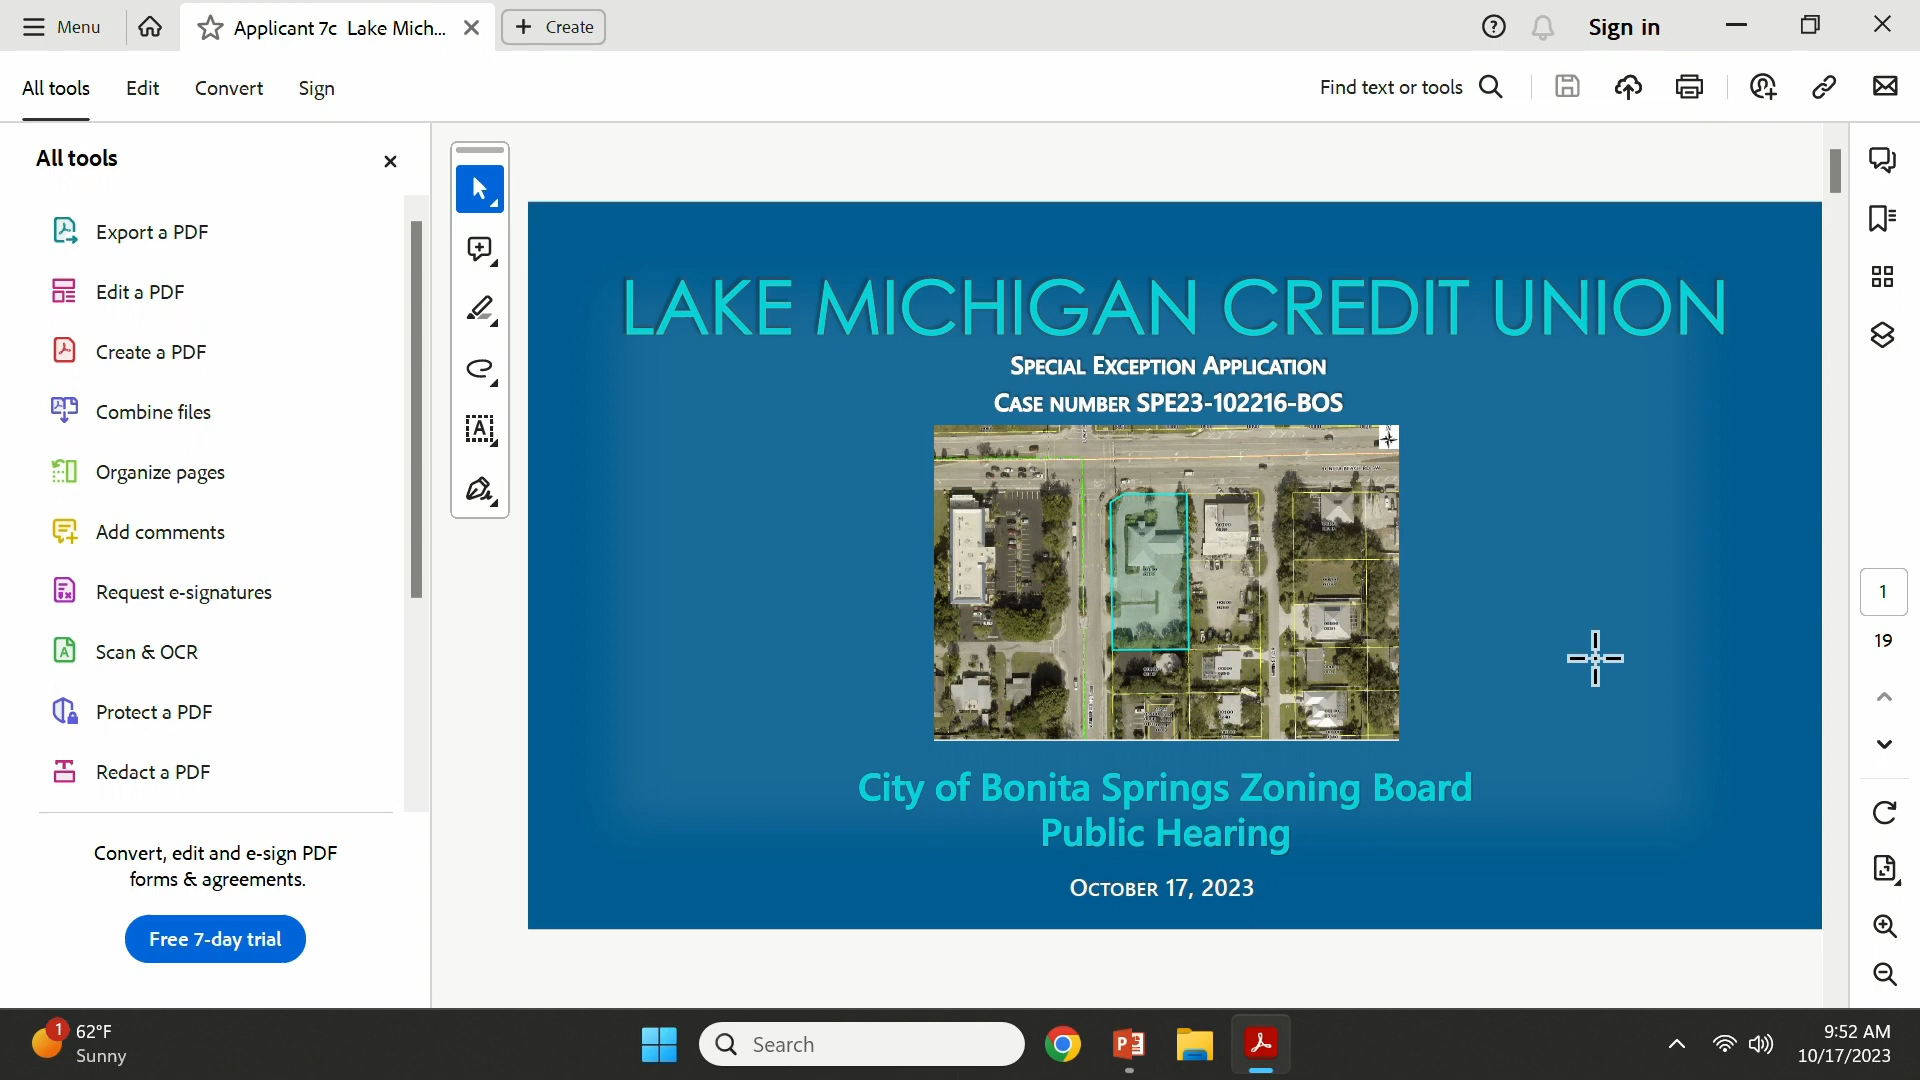 Menu
Applicant 7c Lake Mich...
Create
Sign in
All tools
Edit
Convert
Sign
Find text or tools
All tools
Export a PDF
Edit a PDF
Create a PDF
Combine files
Organize pages
Add comments
Request e-signatures
Scan & OCR
Protect a PDF
Redact a PDF
Convert, edit and e-sign PDF
forms & agreements.
Free 7-day trial
LAKE MICHIGAN CREDIT UNION
SPECIAL EXCEPTION APPLICATION
CASE NUMBER SPE23-102216-BOS
City of Bonita Springs Zoning Board
Public Hearing
OCTOBER 17, 2023
1
19
1
62°F
Sunny
Search
9:52 AM
10/17/2023